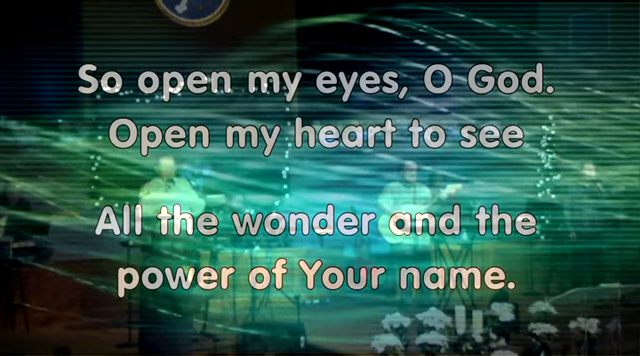 So open my eyes, O God.
Open my heart to see
All the wonder and the
power of Your name.